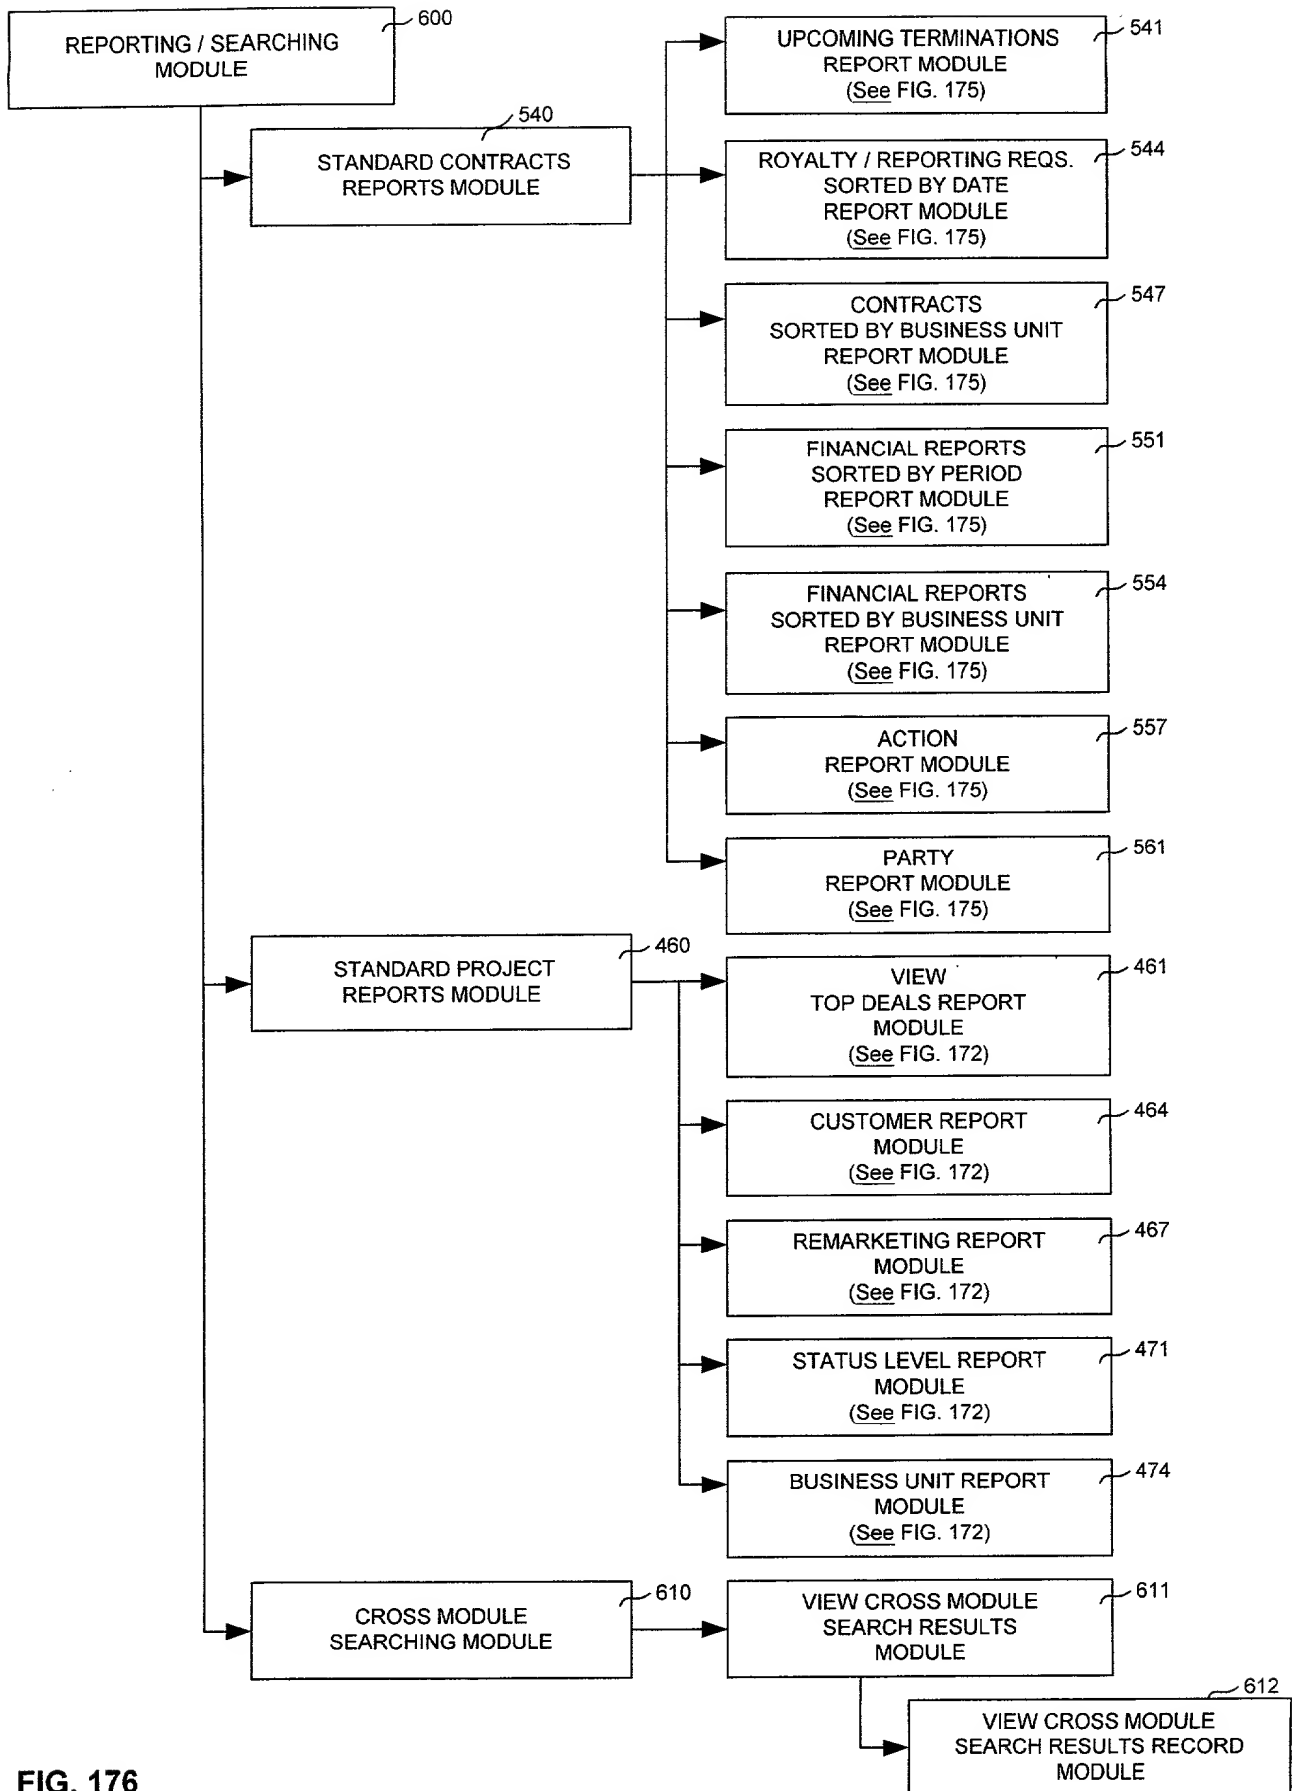 600
REPORTING / SEARCHING
MODULE
540
STANDARD CONTRACTS
REPORTS MODULE
541
UPCOMING TERMINATIONS
REPORT MODULE
(See FIG. 175)
544
ROYALTY / REPORTING REQS.
SORTED BY DATE
REPORT MODULE
(See FIG. 175)
547
CONTRACTS
SORTED BY BUSINESS UNIT
REPORT MODULE
(See FIG. 175)
551
FINANCIAL REPORTS
SORTED BY PERIOD
REPORT MODULE
(See FIG. 175)
554
FINANCIAL REPORTS
SORTED BY BUSINESS UNIT
REPORT MODULE
(See FIG. 175)
557
ACTION
REPORT MODULE
(See FIG. 175)
561
PARTY
REPORT MODULE
(See FIG. 175)
460
STANDARD PROJECT
REPORTS MODULE
461
VIEW
TOP DEALS REPORT
MODULE
(See FIG. 172)
464
CUSTOMER REPORT
MODULE
(See FIG. 172)
467
REMARKETING REPORT
MODULE
(See FIG. 172)
471
STATUS LEVEL REPORT
MODULE
(See FIG. 172)
474
BUSINESS UNIT REPORT
MODULE
(See FIG. 172)
610
CROSS MODULE
SEARCHING MODULE
611
VIEW CROSS MODULE
SEARCH RESULTS
MODULE
612
VIEW CROSS MODULE
SEARCH RESULTS RECORD
MODULE
FIG. 176